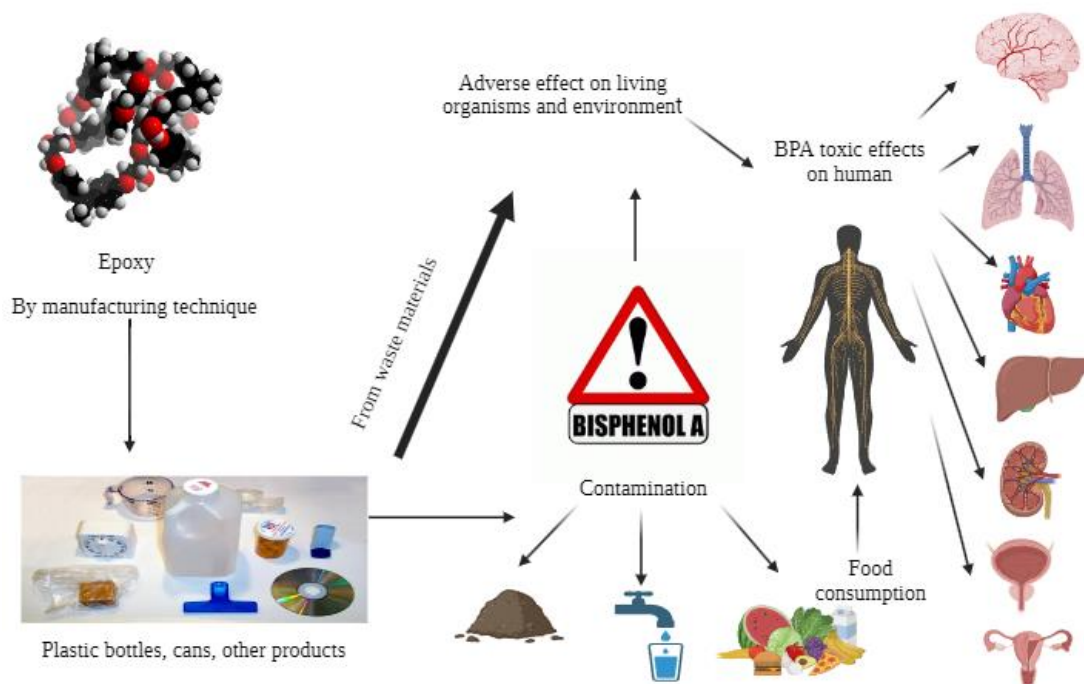 Epoxy
By manufacturing technique
Plastic bottles, cans, other products
From waste materials
Adverse effect on living
organisms and environment
BISPHENOL A
Contamination
BPA toxic effects
on human
Food
consumption